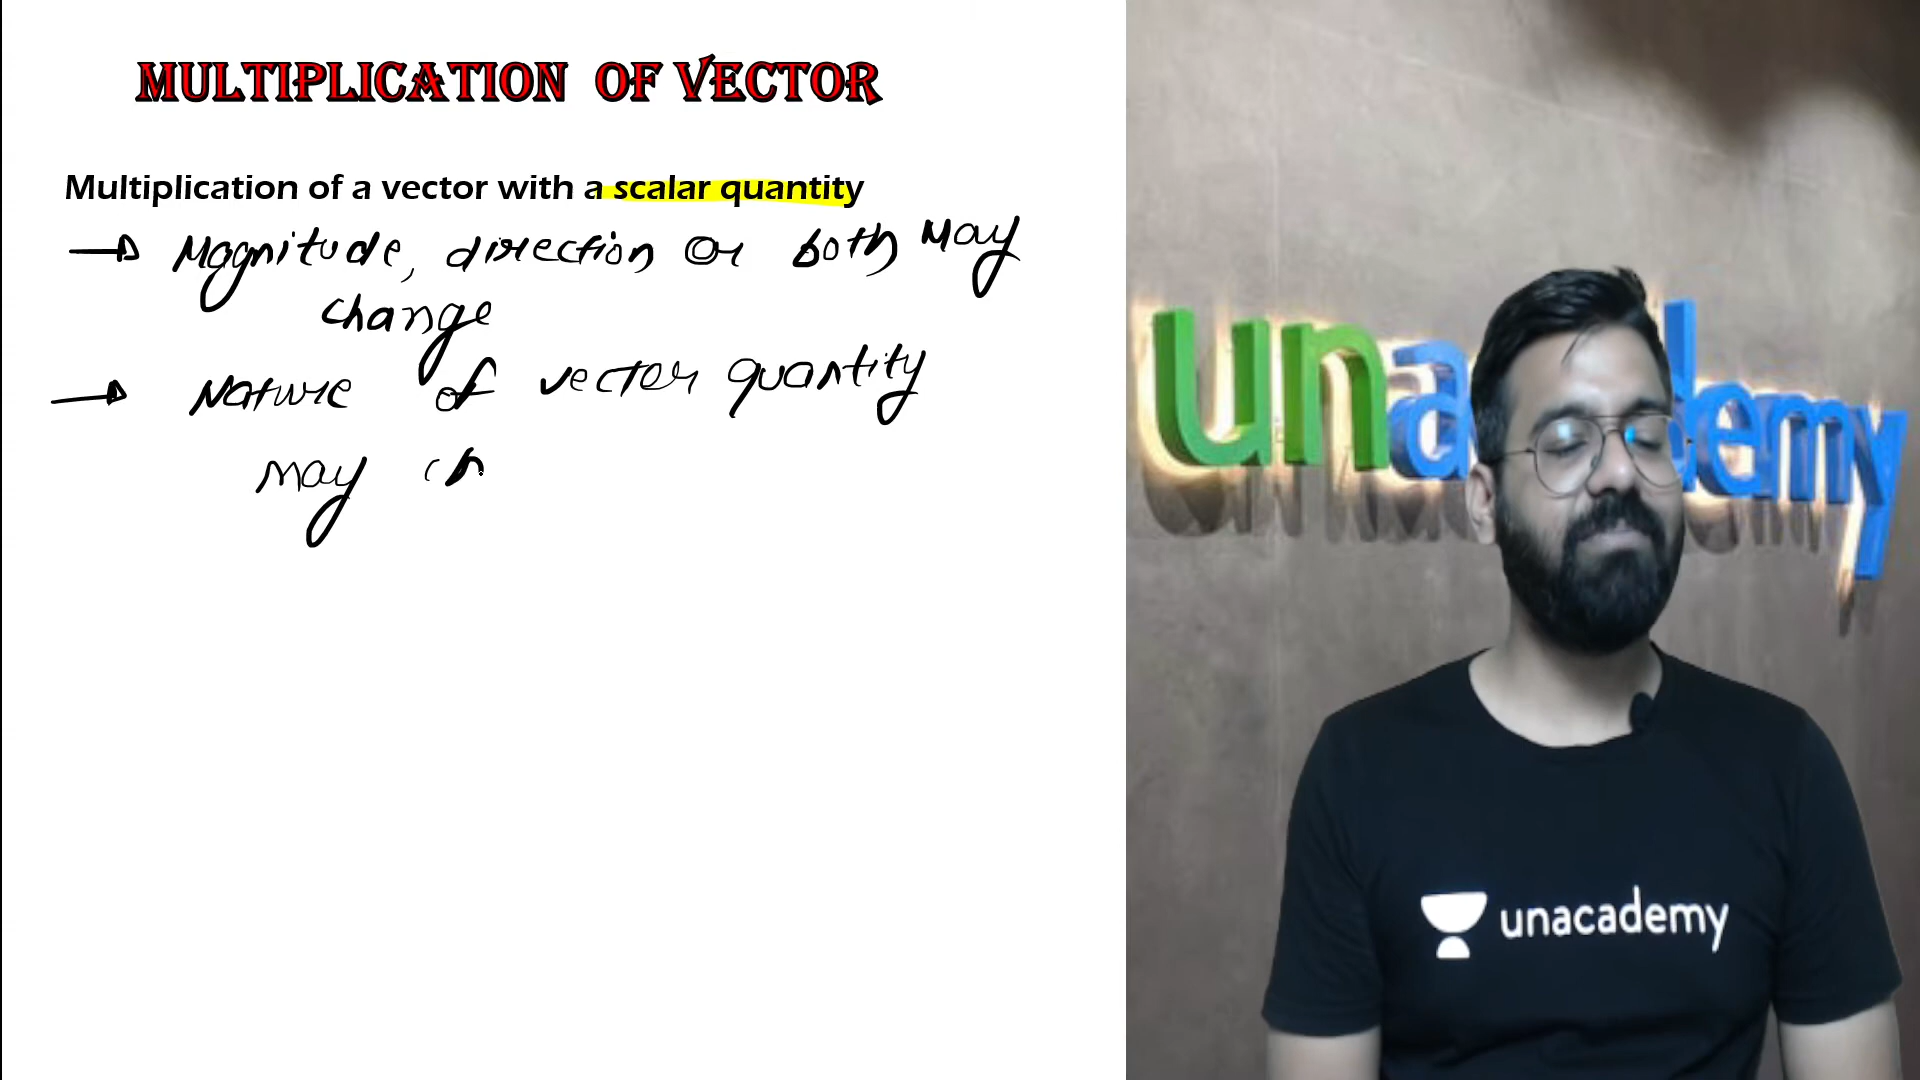 MULTIPLICATION OF VECTOR
Multiplication of a vector with a scalar quantity
→ Magnitude, direction or both May
change
→ Nature of vector quantity
may ch
unacademy
unacademy